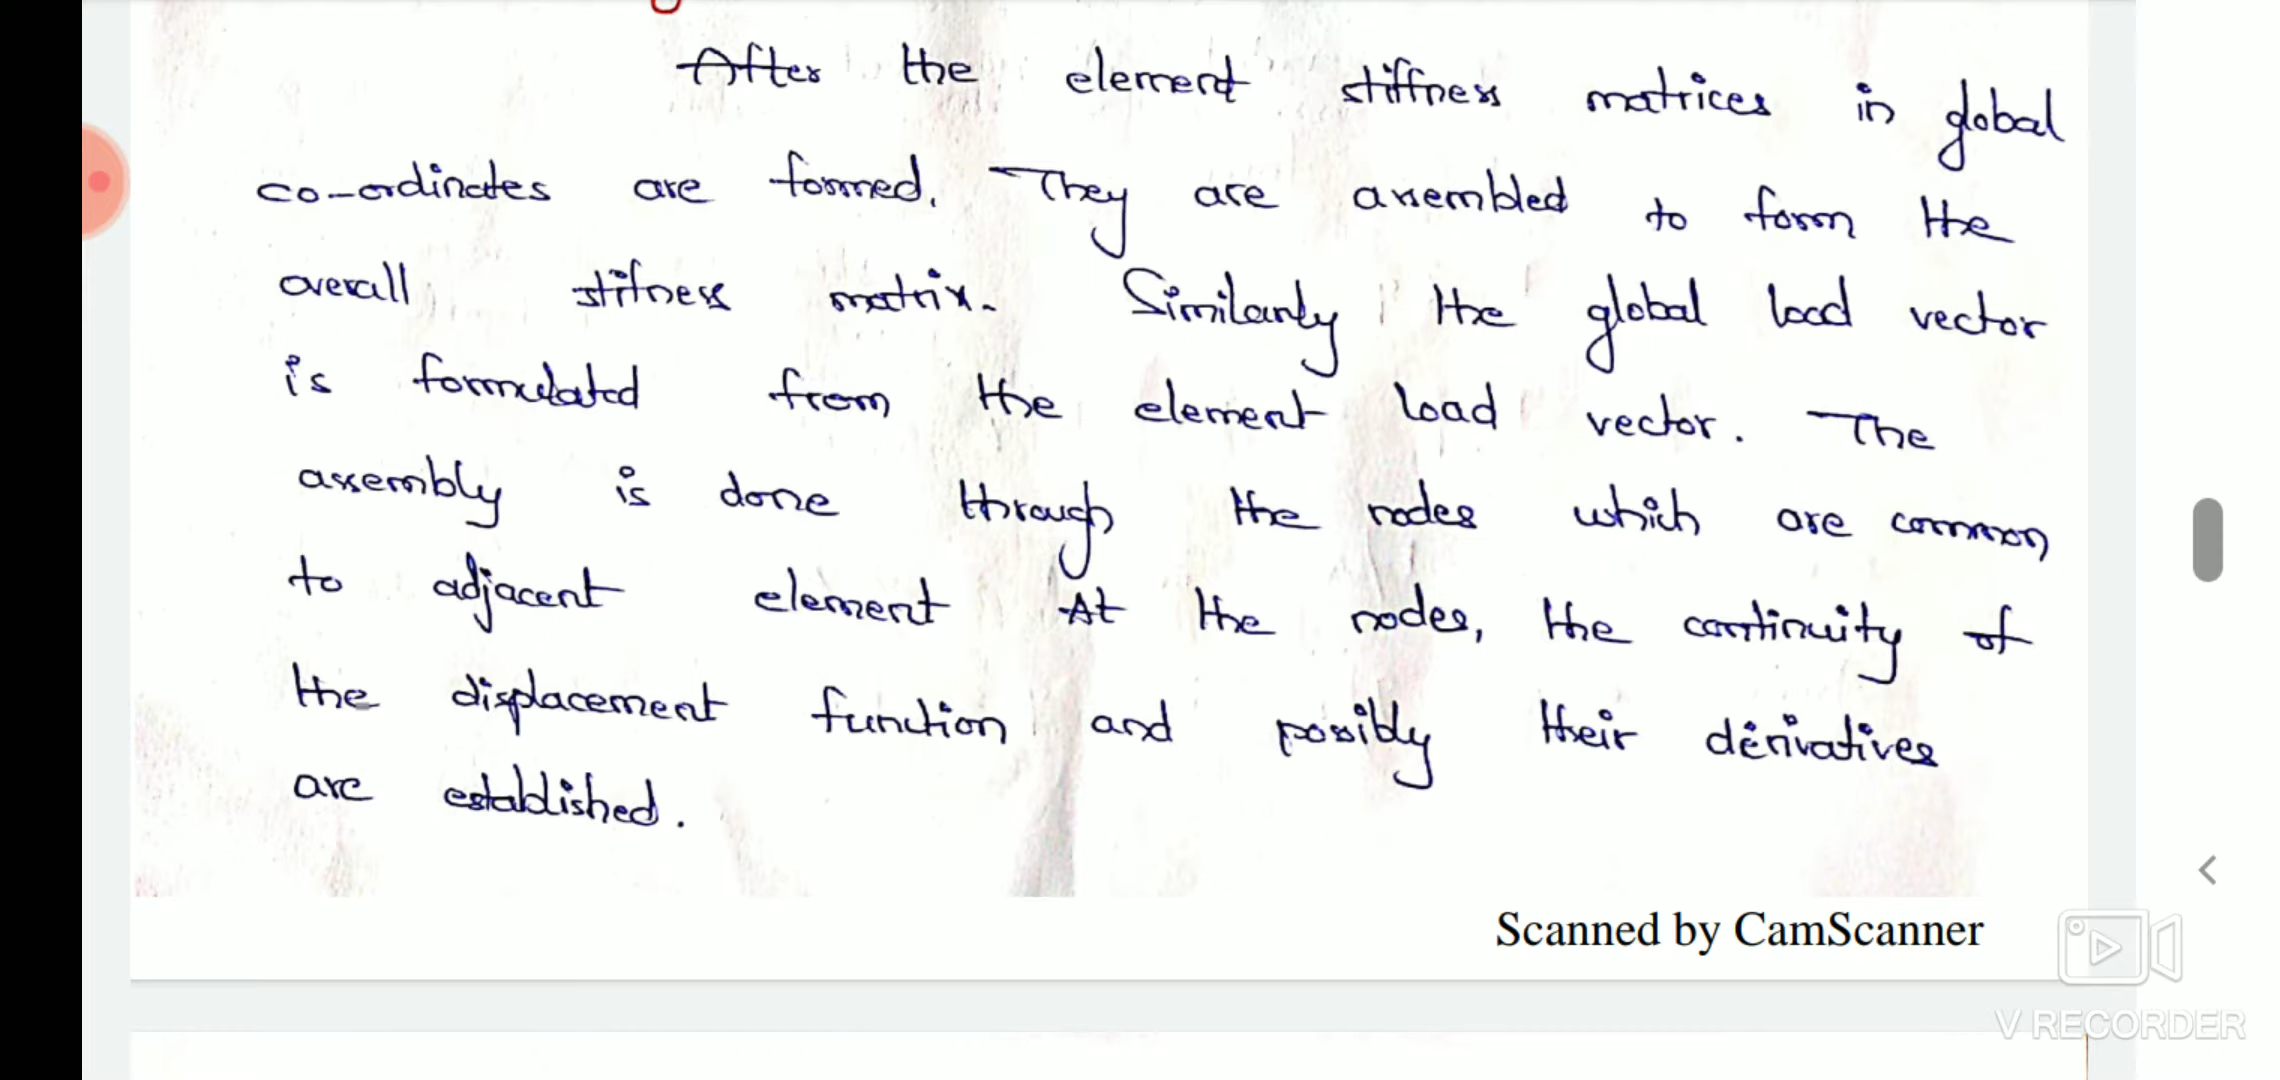 After the element stiffness matrices in global
co-ordinates are formed. They are assembled to form the
overall stifness matrix. Similarly the global load vector
is formulated from the element load vector. The
assembly is done through the nodes which are common
to adjacent element At the nodes, the continuity of
the displacement function and possibly their derivatives
are established.
Scanned by CamScanner
V RECORDER